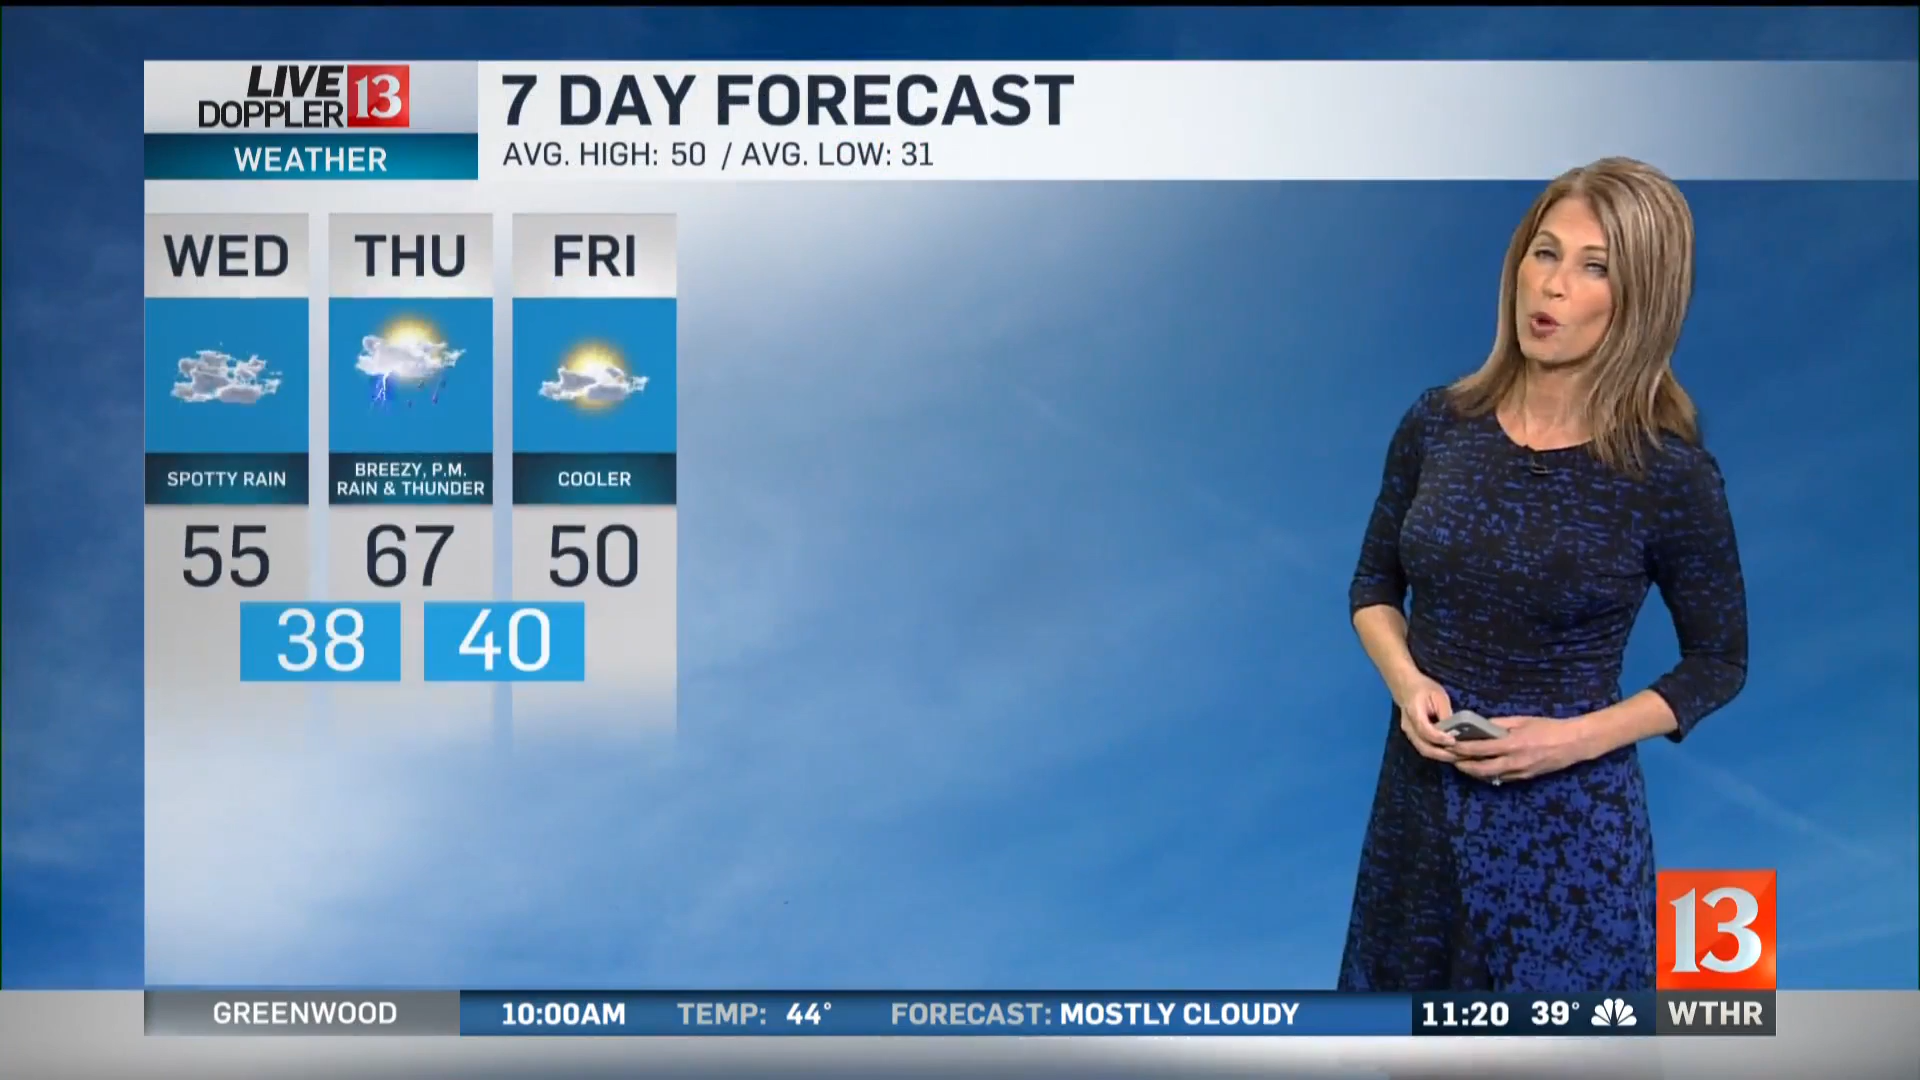 LIVE
DOPPLER 13
WEATHER
7 DAY FORECAST
AVG. HIGH: 50 / AVG. LOW: 31
WED
THU
FRI
SPOTTY RAIN
BREEZY, P.M.
RAIN & THUNDER
COOLER
55
67
50
38
40
13
GREENWOOD
10:00AM TEMP: 44° FORECAST: MOSTLY CLOUDY
11:20 39°
WTHR